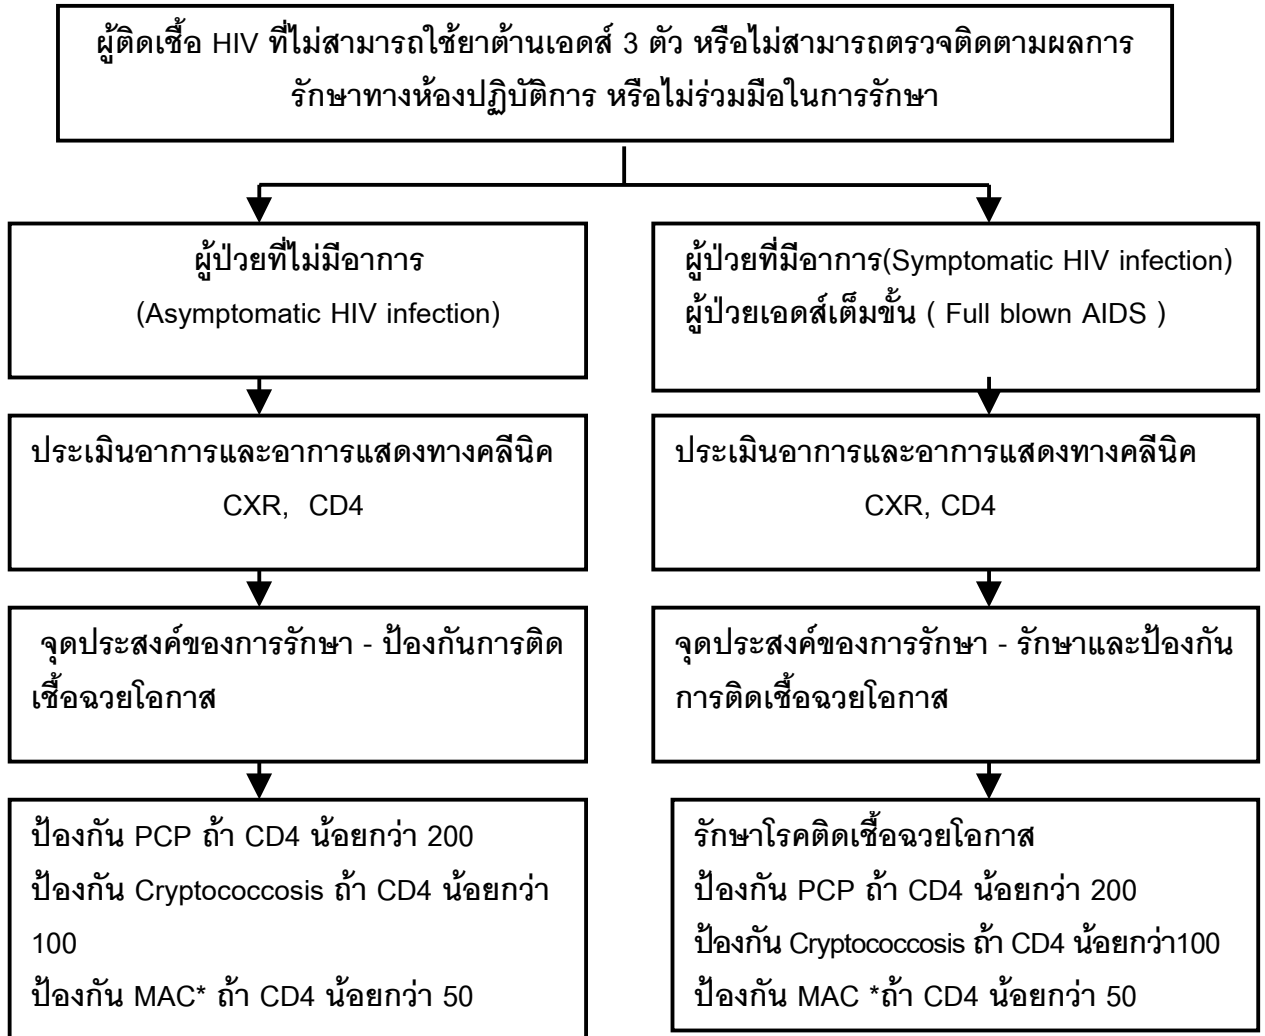 ผู้ติดเชื้อ HIV ที่ไม่สามารถใช้ยาต้านเอดส์ 3 ตัว หรือไม่สามารถตรวจติดตามผลการ
รักษาทางห้องปฏิบัติการ หรือไม่ร่วมมือในการรักษา
ผู้ป่วยที่ไม่มีอาการ
(Asymptomatic HIV infection)
ประเมินอาการและอาการแสดงทางคลีนิค
CXR, CD4
จุดประสงค์ของการรักษา - ป้องกันการติด
เชื้อฉวยโอกาส
ป้องกัน PCP ถ้า CD4 น้อยกว่า 200
ป้องกัน Cryptococcosis ถ้า CD4 น้อยกว่า
100
ป้องกัน MAC* ถ้า CD4 น้อยกว่า 50
ผู้ป่วยที่มีอาการ(Symptomatic HIV infection)
ผู้ป่วยเอดส์เต็มขั้น ( Full blown AIDS )
ประเมินอาการและอาการแสดงทางคลีนิค
CXR, CD4
จุดประสงค์ของการรักษา - รักษาและป้องกัน
การติดเชื้อฉวยโอกาส
รักษาโรคติดเชื้อฉวยโอกาส
ป้องกัน PCP ถ้า CD4 น้อยกว่า 200
ป้องกัน Cryptococcosis ถ้า CD4 น้อยกว่า100
ป้องกัน MAC *ถ้า CD4 น้อยกว่า 50